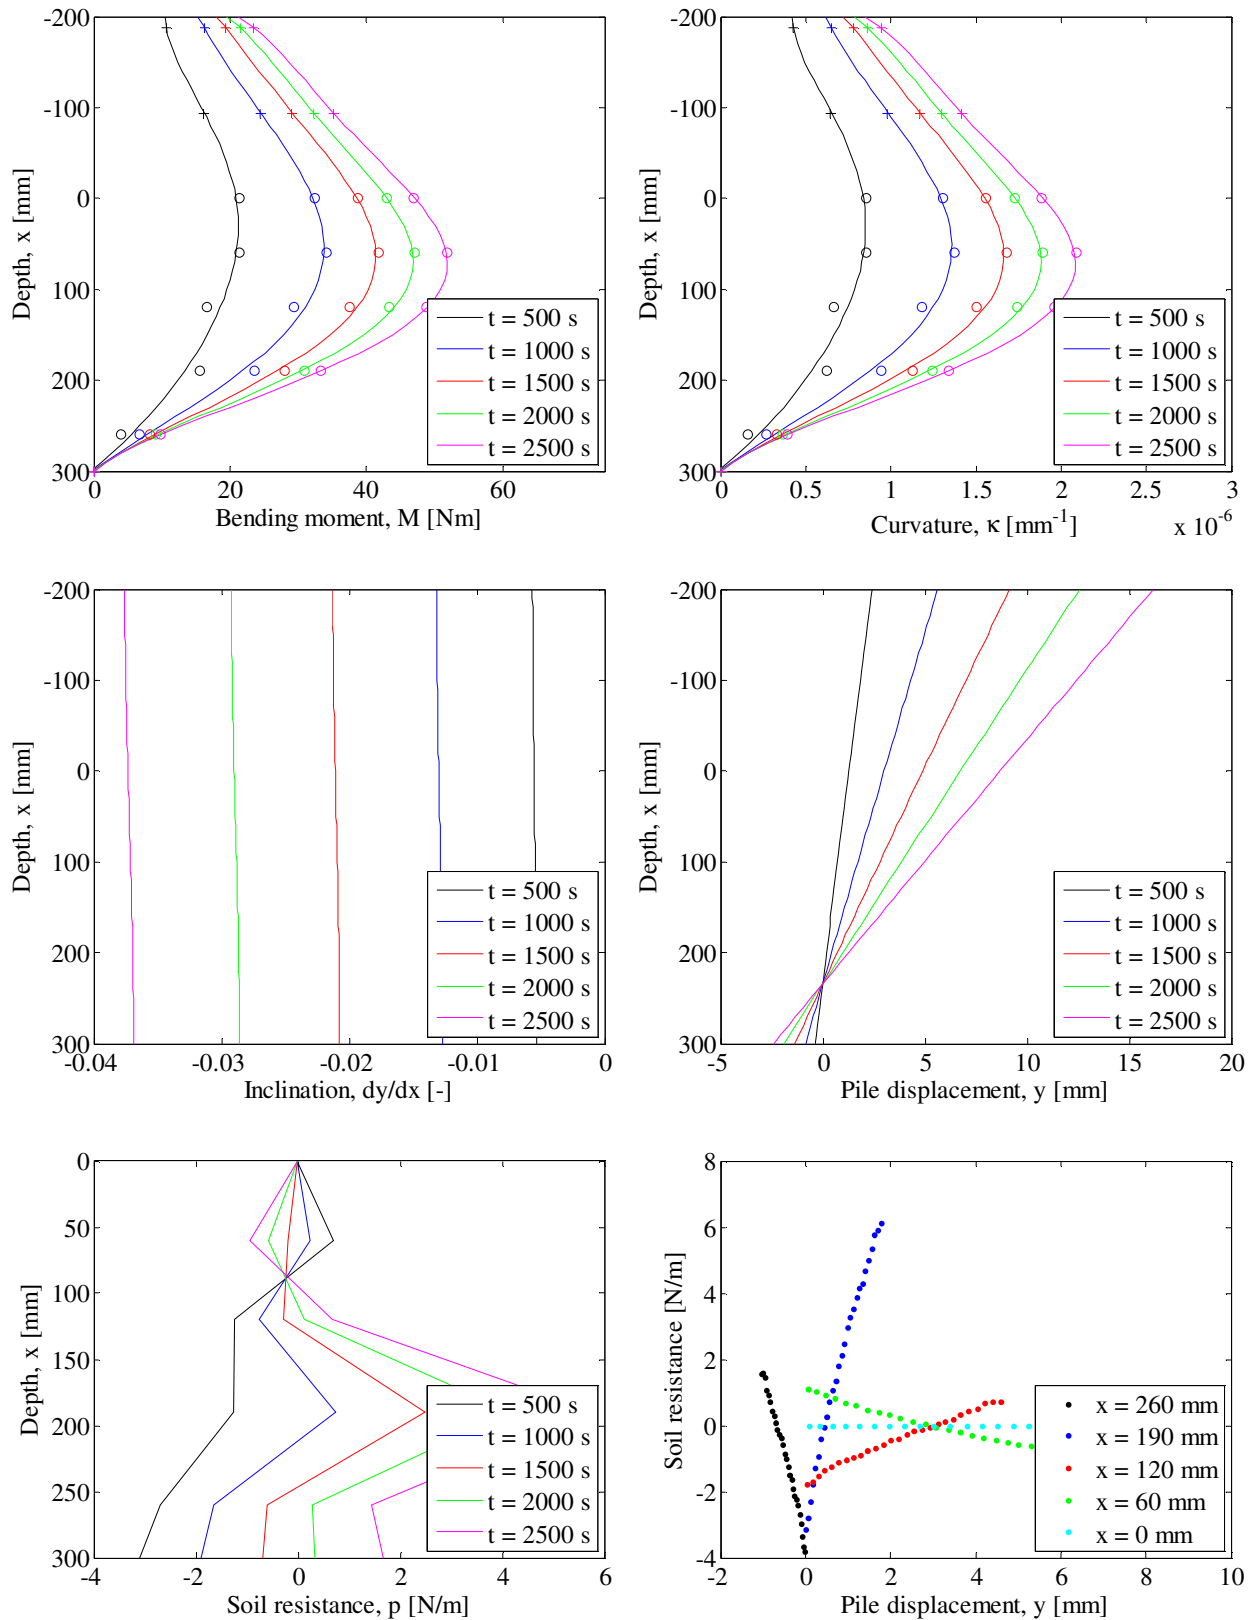 -200
-100
0
100
200
300
0
20
40
60
Depth, x [mm]
Bending moment, M [Nm]
t = 500 s
t = 1000 s
t = 1500 s
t = 2000 s
t = 2500 s
-200
-100
0
100
200
300
0
0.5
1
1.5
2
2.5
3
x 10^-6
Depth, x [mm]
Curvature, κ [mm^-1]
t = 500 s
t = 1000 s
t = 1500 s
t = 2000 s
t = 2500 s
-200
-100
0
100
200
300
-0.04
-0.03
-0.02
-0.01
0
Depth, x [mm]
Inclination, dy/dx [-]
t = 500 s
t = 1000 s
t = 1500 s
t = 2000 s
t = 2500 s
-200
-100
0
100
200
300
-5
0
5
10
15
20
Depth, x [mm]
Pile displacement, y [mm]
t = 500 s
t = 1000 s
t = 1500 s
t = 2000 s
t = 2500 s
0
50
100
150
200
250
300
-4
-2
0
2
4
6
Depth, x [mm]
Soil resistance, p [N/m]
t = 500 s
t = 1000 s
t = 1500 s
t = 2000 s
t = 2500 s
8
6
4
2
0
-2
-4
-2
0
2
4
6
8
10
Soil resistance [N/m]
Pile displacement, y [mm]
x = 260 mm
x = 190 mm
x = 120 mm
x = 60 mm
x = 0 mm